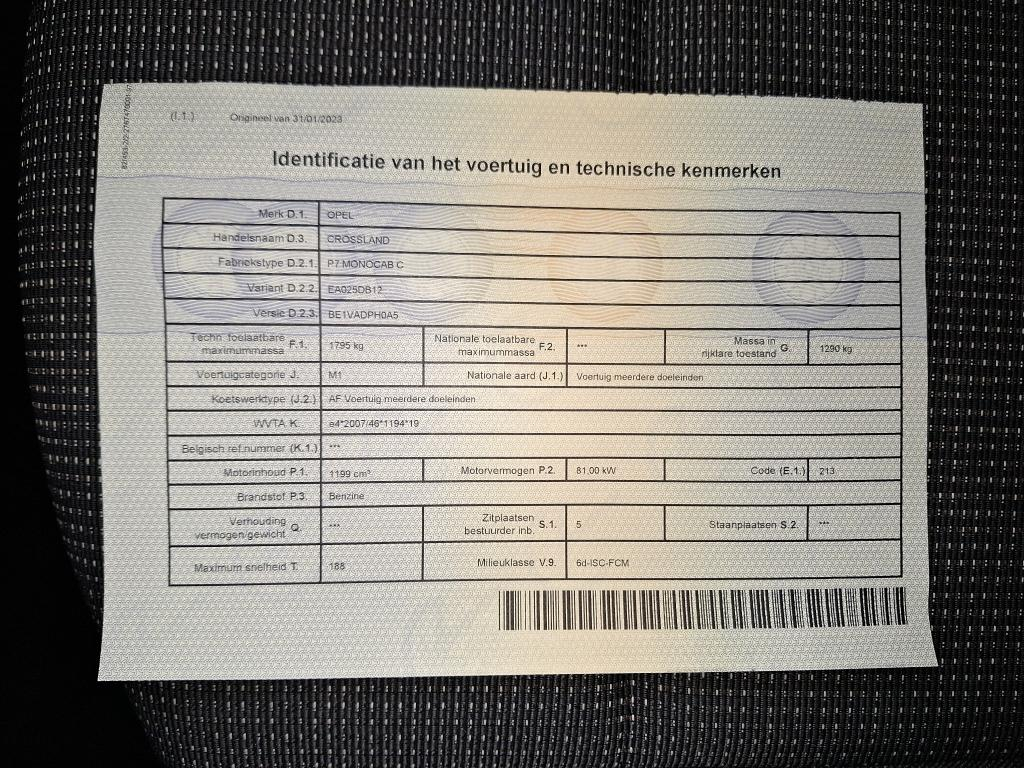 (I.1.) Origineel van 31/01/2023
Identificatie van het voertuig en technische kenmerken
Merk D.1. OPEL
Handelsnaam D.3. CROSSLAND
Fabriekstype D.2.1. P7 MONOCAB C
Variant D.2.2. EA025DB12
Versie D.2.3. BE1VADPH0A5
Techn. toelaatbare maximummassa F.1. 1795 kg Nationale toelaatbare maximummassa F.2. *** Massa in rijklare toestand G. 1290 kg
Voertuigcategorie J. M1 Nationale aard (J.1.) Voertuig meerdere doeleinden
Koetswerktype (J.2.) AF Voertuig meerdere doeleinden
WVTA K. e4*2007/46*1194*19
Belgisch ref.nummer (K.1.) ***
Motorinhoud P.1. 1199 cm³ Motorvermogen P.2. 81,00 kW Code (E.1.) 213
Brandstof P.3. Benzine
Verhouding vermogen/gewicht Q. *** Zitplaatsen bestuurder inb. S.1. 5 Staanplaatsen S.2. ***
Maximum snelheid T. 188 Milieuklasse V.9. 6d-ISC-FCM